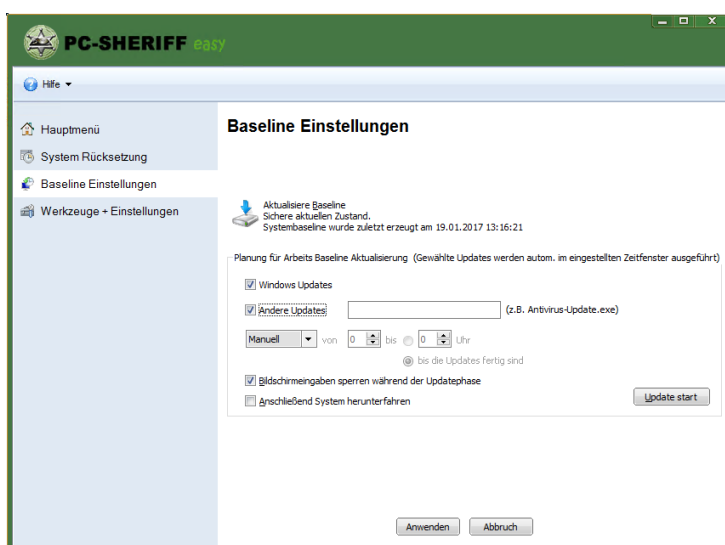 PC-SHERIFF easy
Hilfe
Hauptmenü
System Rücksetzung
Baseline Einstellungen
Werkzeuge + Einstellungen
Baseline Einstellungen
Aktualisiere Baseline
Sichere aktuellen Zustand.
Systembaseline wurde zuletzt erzeugt am 19.01.2017 13:16:21
Planung für Arbeits Baseline Aktualisierung (Gewählte Updates werden autom. im eingestellten Zeitfenster ausgeführt)
Windows Updates
Andere Updates (z.B. Antivirus-Update.exe)
Manuell von 0 bis 0 Uhr
bis die Updates fertig sind
Bildschirmeingaben sperren während der Updatephase
Anschließend System herunterfahren
Update start
Anwenden Abbruch